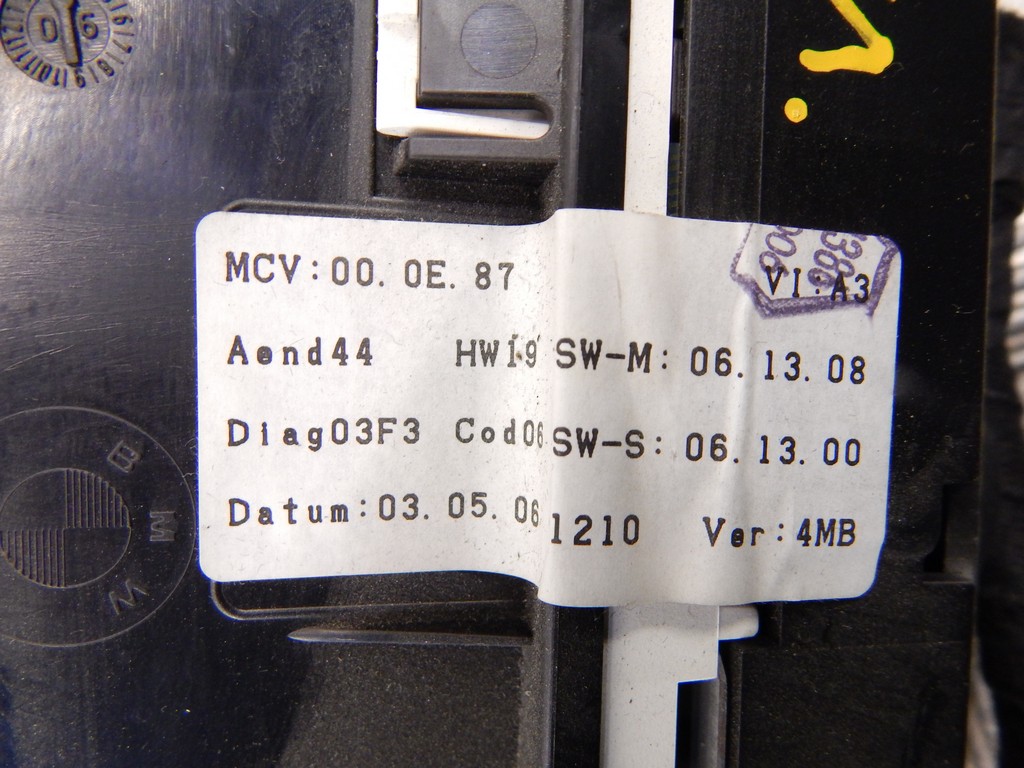 06
MCV:00. 0E. 87
VI:A3
Aend44 HW19 SW-M: 06. 13. 08
Diag03F3 Cod06 SW-S: 06. 13. 00
Datum:03. 05. 06 1210 Ver:4MB
BMW